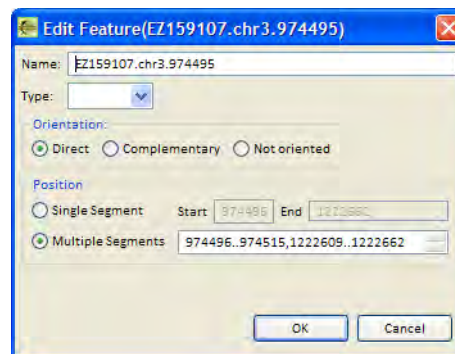 Edit Feature(EZ159107.chr3.974495)
Name: EZ159107.chr3.974495
Type:
Orientation:
Direct Complementary Not oriented
Position
Single Segment Start 974496 End 1222662
Multiple Segments 974496..974515,1222609..1222662
OK Cancel